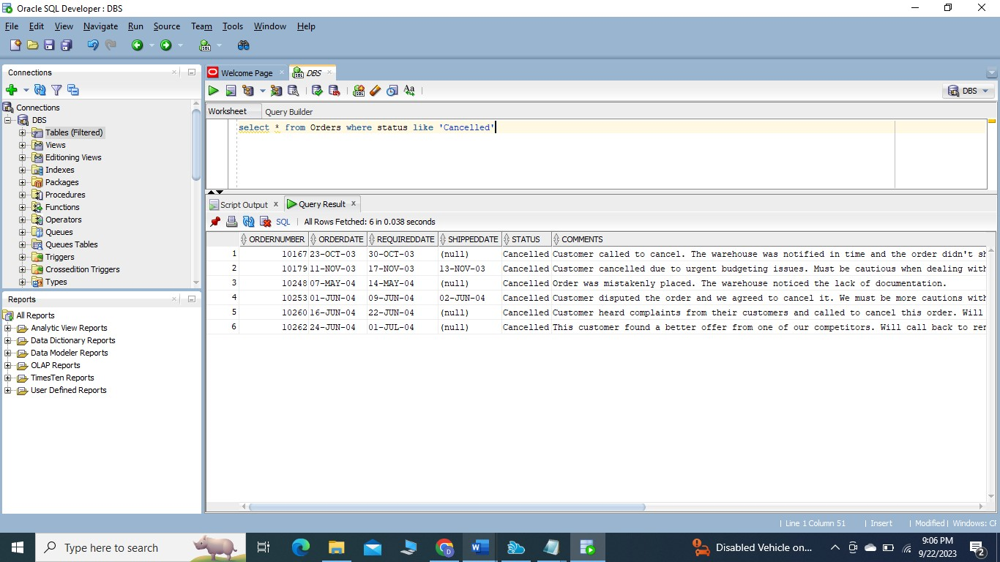 Oracle SQL Developer : DBS
File Edit View Navigate Run Source Team Tools Window Help
Connections
Welcome Page
DBS
DBS
Worksheet Query Builder
select * from Orders where status like 'Cancelled'
Connections
DBS
Tables (Filtered)
Views
Editioning Views
Indexes
Packages
Procedures
Functions
Operators
Queues
Queues Tables
Triggers
Crossedition Triggers
Types
Script Output Query Result
SQL | All Rows Fetched: 6 in 0.038 seconds
ORDERNUMBER ORDERDATE REQUIREDDATE SHIPPEDDATE STATUS COMMENTS
1 10167 23-OCT-03 30-OCT-03 (null) Cancelled Customer called to cancel. The warehouse was notified in time and the order didn't sh
2 10179 11-NOV-03 17-NOV-03 13-NOV-03 Cancelled Customer cancelled due to urgent budgeting issues. Must be cautious when dealing with
3 10248 07-MAY-04 14-MAY-04 (null) Cancelled Order was mistakenly placed. The warehouse noticed the lack of documentation.
4 10253 01-JUN-04 09-JUN-04 02-JUN-04 Cancelled Customer disputed the order and we agreed to cancel it. We must be more cautions with
5 10260 16-JUN-04 22-JUN-04 (null) Cancelled Customer heard complaints from their customers and called to cancel this order. Will
6 10262 24-JUN-04 01-JUL-04 (null) Cancelled This customer found a better offer from one of our competitors. Will call back to ren
Reports
All Reports
Analytic View Reports
Data Dictionary Reports
Data Modeler Reports
OLAP Reports
TimesTen Reports
User Defined Reports
| Line 1 Column 51 | Insert | Modified | Windows: CF
Type here to search
Disabled Vehicle on...
9:06 PM
9/22/2023
2